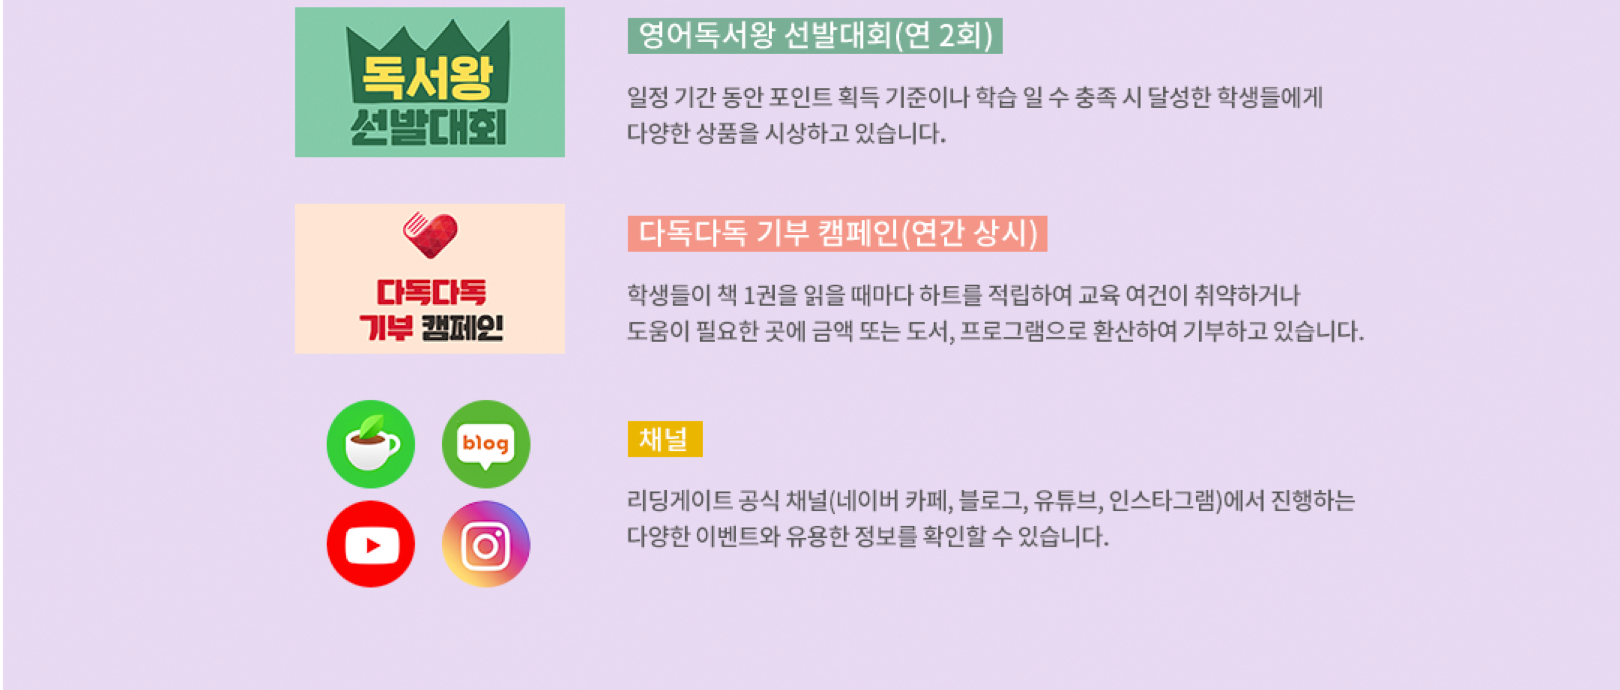 독서왕
선발대회
영어독서왕 선발대회(연 2회)
일정 기간 동안 포인트 획득 기준이나 학습 일 수 충족 시 달성한 학생들에게
다양한 상품을 시상하고 있습니다.
다독다독
기부 캠페인
다독다독 기부 캠페인(연간 상시)
학생들이 책 1권을 읽을 때마다 하트를 적립하여 교육 여건이 취약하거나
도움이 필요한 곳에 금액 또는 도서, 프로그램으로 환산하여 기부하고 있습니다.
blog
채널
리딩게이트 공식 채널(네이버 카페, 블로그, 유튜브, 인스타그램)에서 진행하는
다양한 이벤트와 유용한 정보를 확인할 수 있습니다.